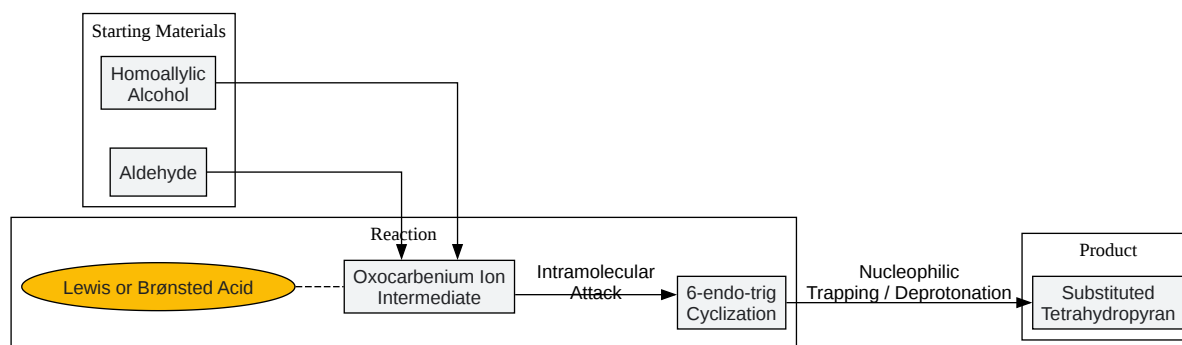 Starting Materials
Homoallylic
Alcohol
Aldehyde
Reaction
Lewis or Brønsted Acid
Oxocarbenium Ion
Intermediate
Intramolecular
Attack
6-endo-trig
Cyclization
Nucleophilic
Trapping / Deprotonation
Product
Substituted
Tetrahydropyran